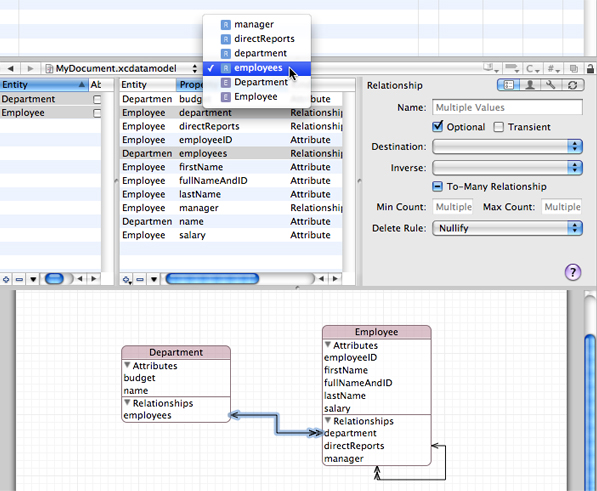 manager
directReports
department
MyDocument.xcdatamodel
✓ employees
Department
Employee
C
#
Entity Ab
Department
Employee
Entity Prope
Departmen budg
Employee department Relationship
Employee directReports Relationship
Employee employeeID Attribute
Departmen employees Relationship
Employee firstName Attribute
Employee fullNameAndID Attribute
Employee lastName Attribute
Employee manager Relationship
Departmen name Attribute
Employee salary Attribute
Attribute
Relationship
Name: Multiple Values
Optional Transient
Destination:
Inverse:
To-Many Relationship
Min Count: Multiple Max Count: Multiple
Delete Rule: Nullify
?
Department
Attributes
budget
name
Relationships
employees
Employee
Attributes
employeeID
firstName
fullNameAndID
lastName
salary
Relationships
department
directReports
manager